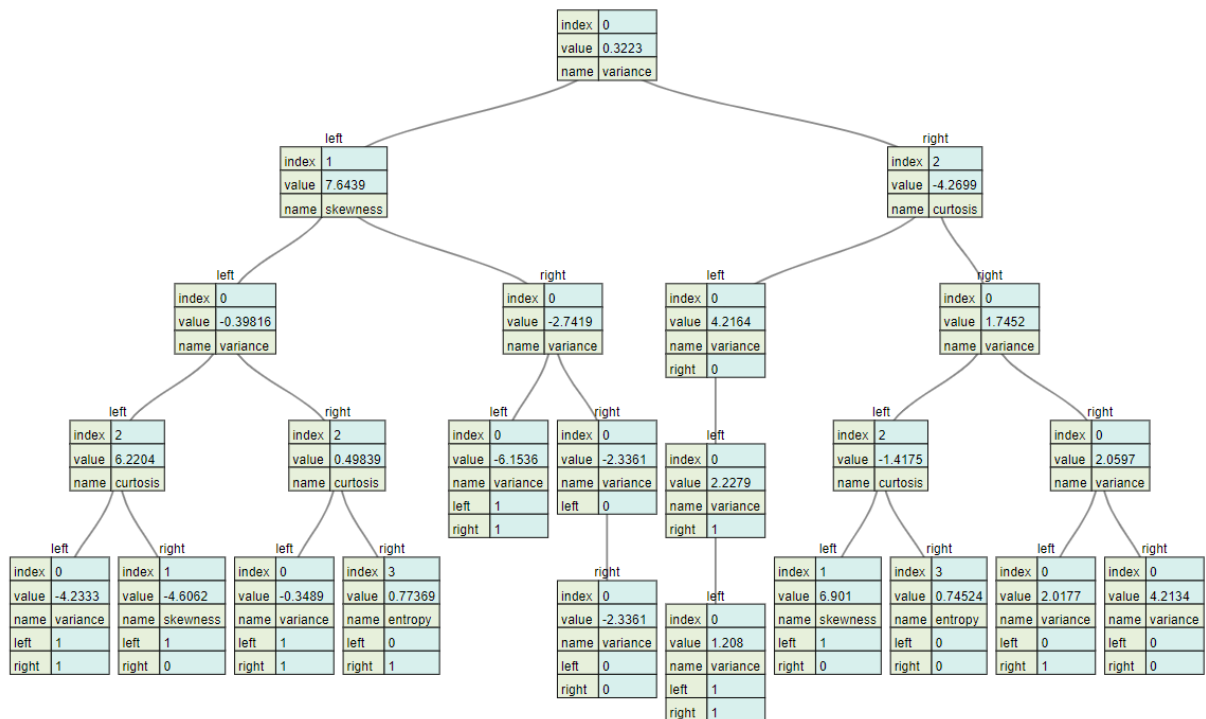 index 0
value 0.3223
name variance
left
index 1
value 7.6439
name skewness
right
index 2
value -4.2699
name curtosis
left
index 0
value -0.39816
name variance
right
index 0
value -2.7419
name variance
left
index 0
value 4.2164
name variance
right 0
right
index 0
value 1.7452
name variance
left
index 2
value 6.2204
name curtosis
right
index 2
value 0.49839
name curtosis
left
index 0
value -6.1536
name variance
left 1
right 1
right
index 0
value -2.3361
name variance
left 0
left
index 0
value 2.2279
name variance
right 1
left
index 2
value -1.4175
name curtosis
right
index 0
value 2.0597
name variance
left
index 0
value -4.2333
name variance
left 1
right 1
right
index 1
value -4.6062
name skewness
left 1
right 0
left
index 0
value -0.3489
name variance
left 1
right 1
right
index 3
value 0.77369
name entropy
left 0
right 1
right
index 0
value -2.3361
name variance
left 0
right 0
left
index 0
value 1.208
name variance
left 1
right 1
left
index 1
value 6.901
name skewness
left 1
right 0
right
index 3
value 0.74524
name entropy
left 0
right 0
left
index 0
value 2.0177
name variance
left 0
right 1
right
index 0
value 4.2134
name variance
left 0
right 0